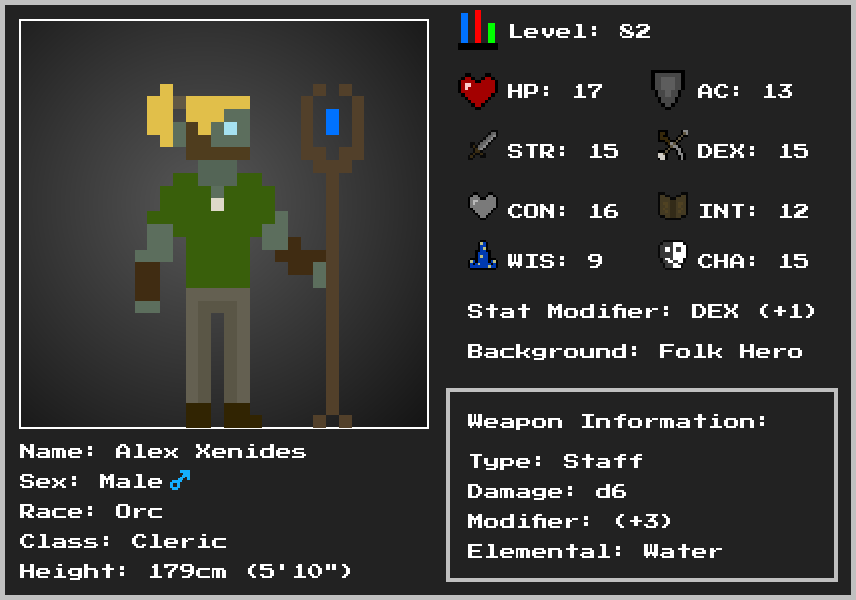 Level: 82
HP: 17
AC: 13
STR: 15
DEX: 15
CON: 16
INT: 12
WIS: 9
CHA: 15
Stat Modifier: DEX (+1)
Background: Folk Hero
Weapon Information:
Type: Staff
Damage: d6
Modifier: (+3)
Elemental: Water
Name: Alex Xenides
Sex: Male ♂
Race: Orc
Class: Cleric
Height: 179cm (5'10")